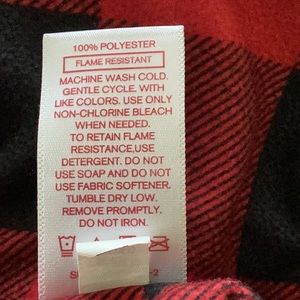 100% POLYESTER
FLAME RESISTANT
MACHINE WASH COLD.
GENTLE CYCLE. WITH
LIKE COLORS. USE ONLY
NON-CHLORINE BLEACH
WHEN NEEDED.
TO RETAIN FLAME
RESISTANCE,USE
DETERGENT. DO NOT
USE SOAP AND DO NOT
USE FABRIC SOFTENER.
TUMBLE DRY LOW.
REMOVE PROMPTLY.
DO NOT IRON.